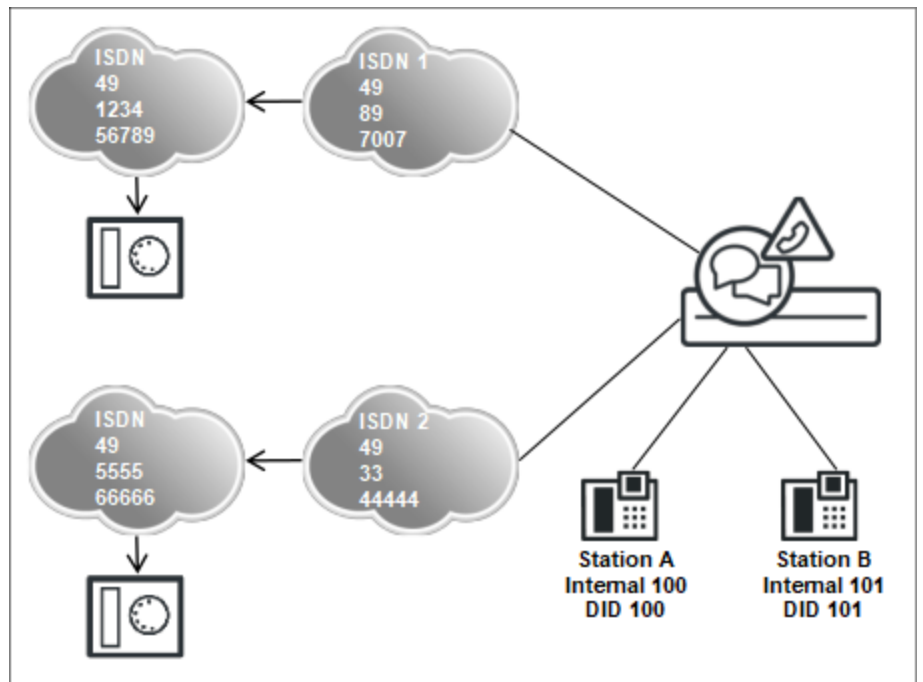 ISDN
49
1234
56789
ISDN 1
49
89
7007
ISDN
49
5555
66666
ISDN 2
49
33
44444
Station A
Internal 100
DID 100
Station B
Internal 101
DID 101